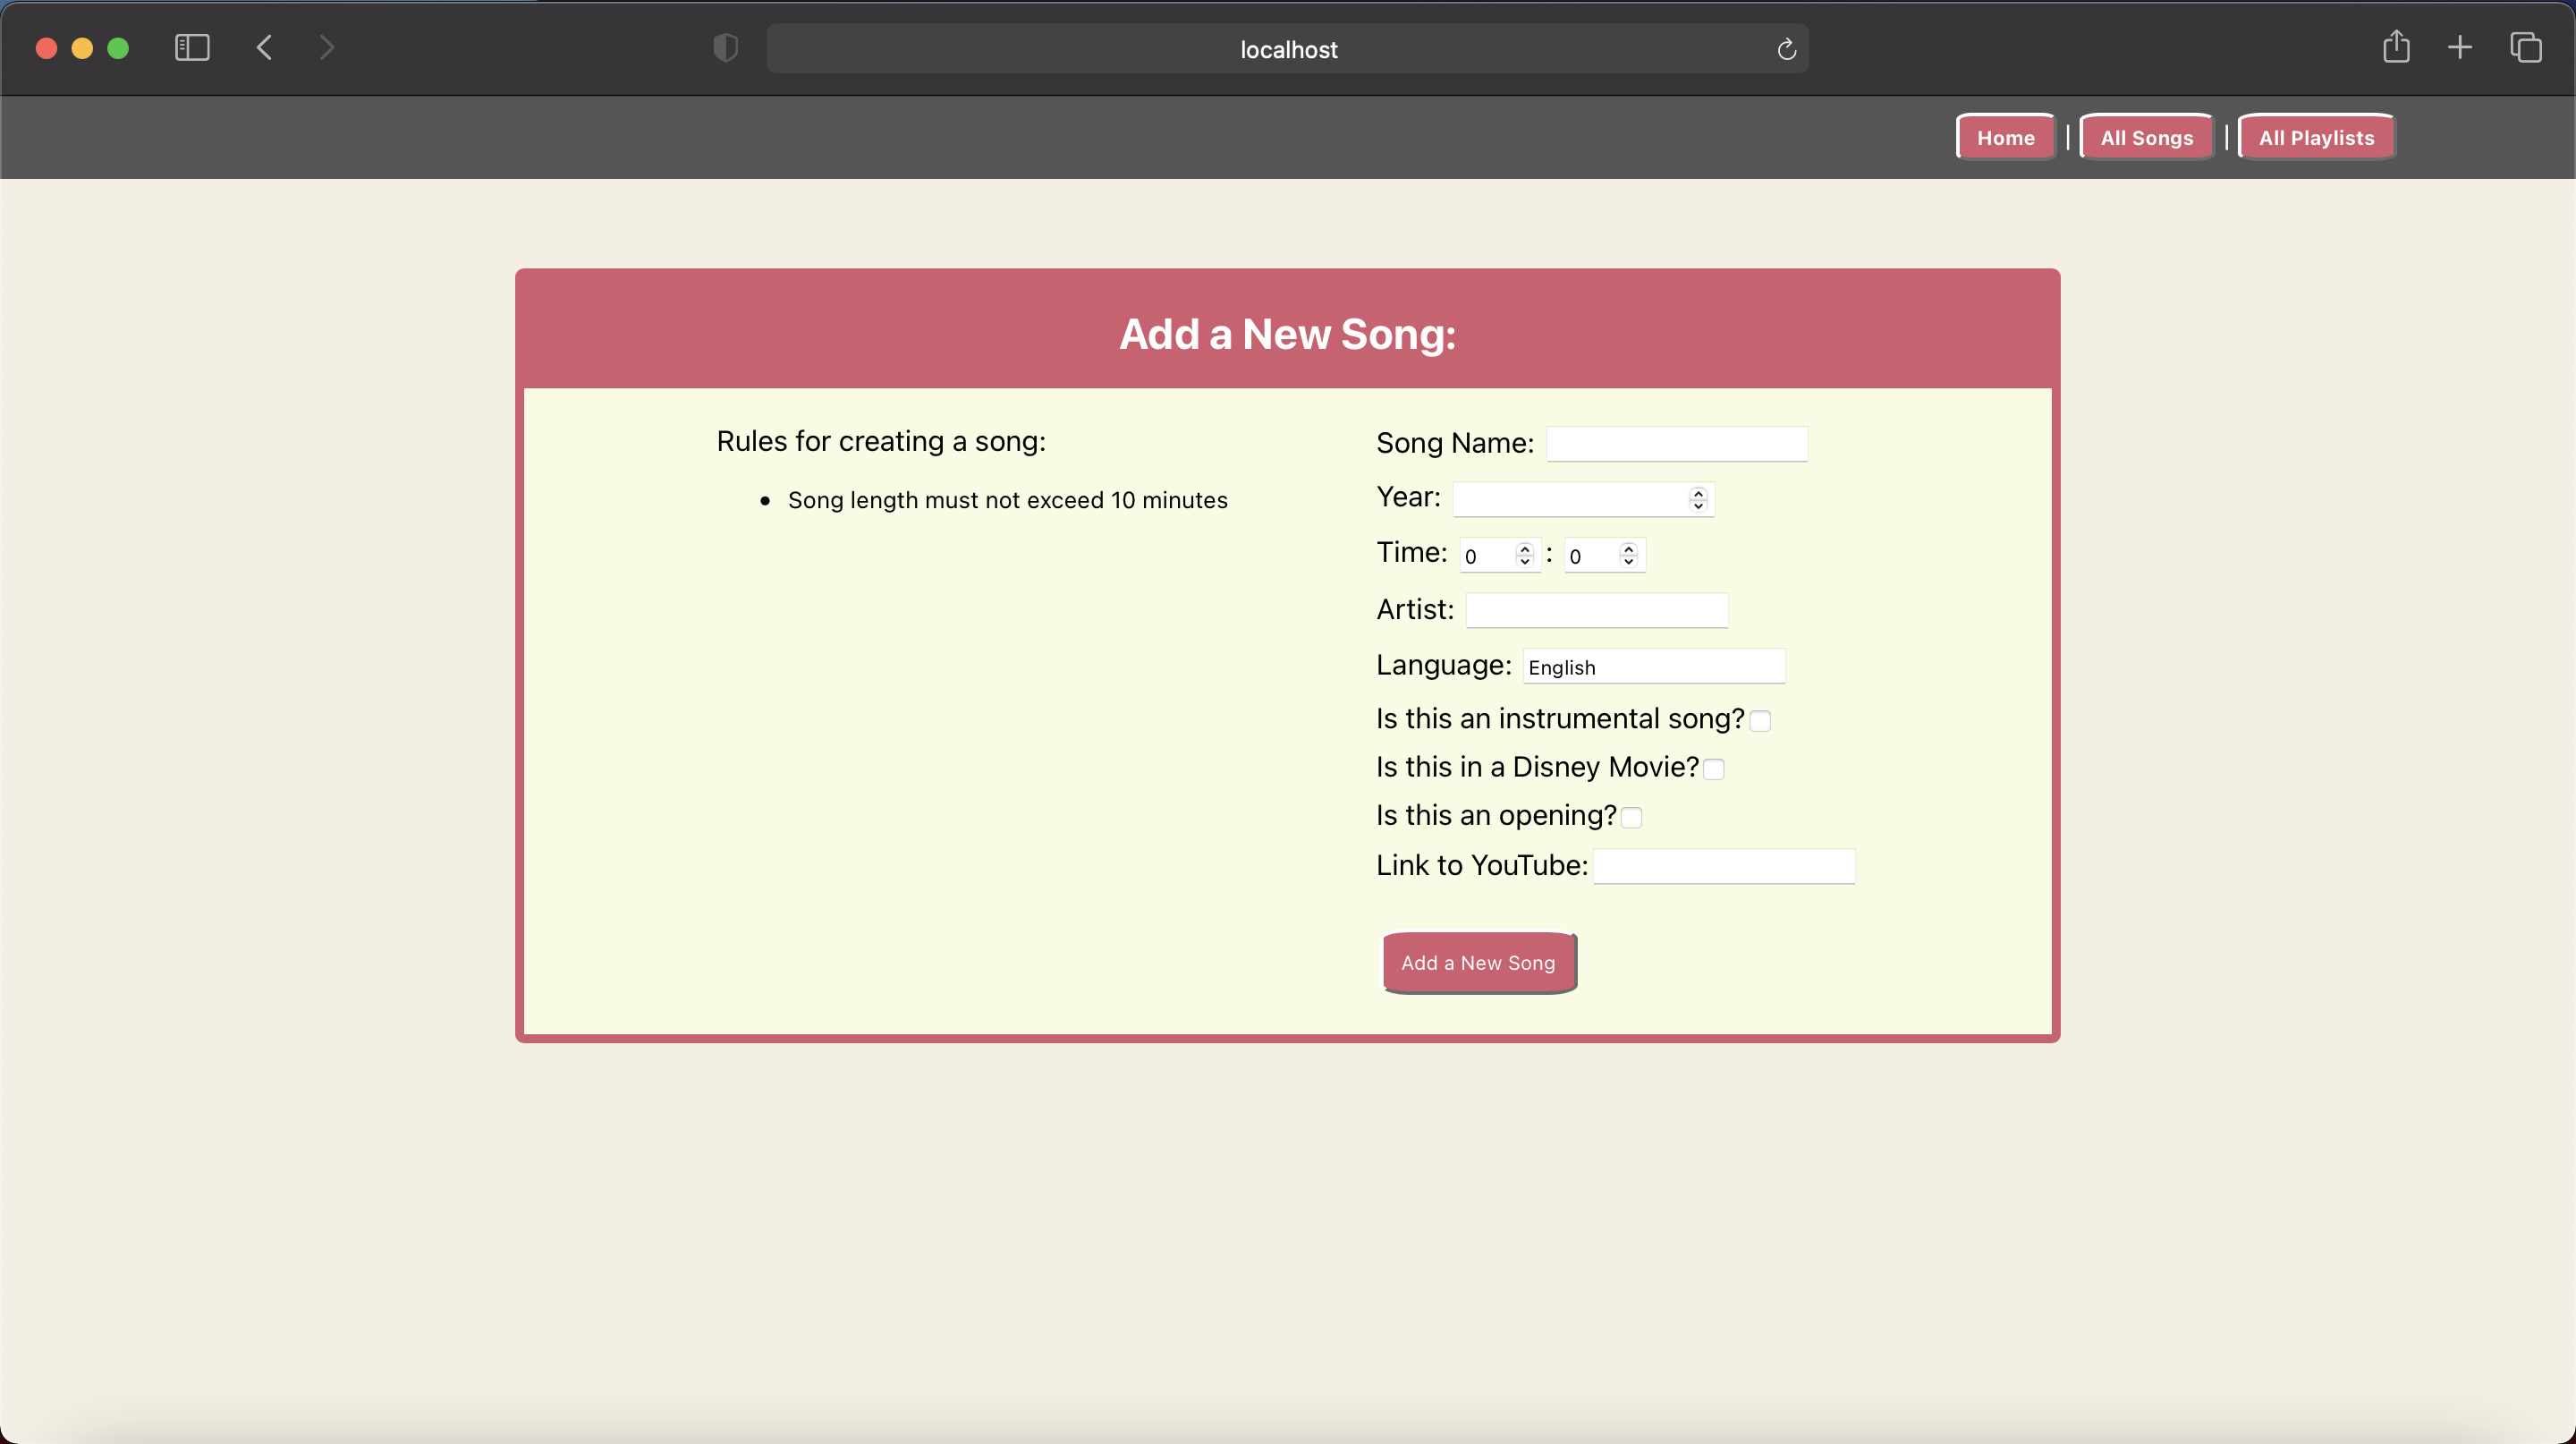 localhost
Home | All Songs | All Playlists
Add a New Song:
Rules for creating a song:
• Song length must not exceed 10 minutes
Song Name:
Year:
Time: 0 : 0
Artist:
Language: English
Is this an instrumental song?
Is this in a Disney Movie?
Is this an opening?
Link to YouTube:
Add a New Song